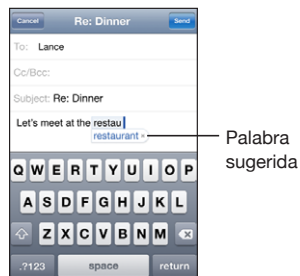 Cancel Re: Dinner Send
To: Lance
Cc/Bcc:
Subject: Re: Dinner
Let's meet at the restau
restaurant ×
Palabra
sugerida
Q W E R T Y U I O P
A S D F G H J K L
Z X C V B N M
.?123 space return